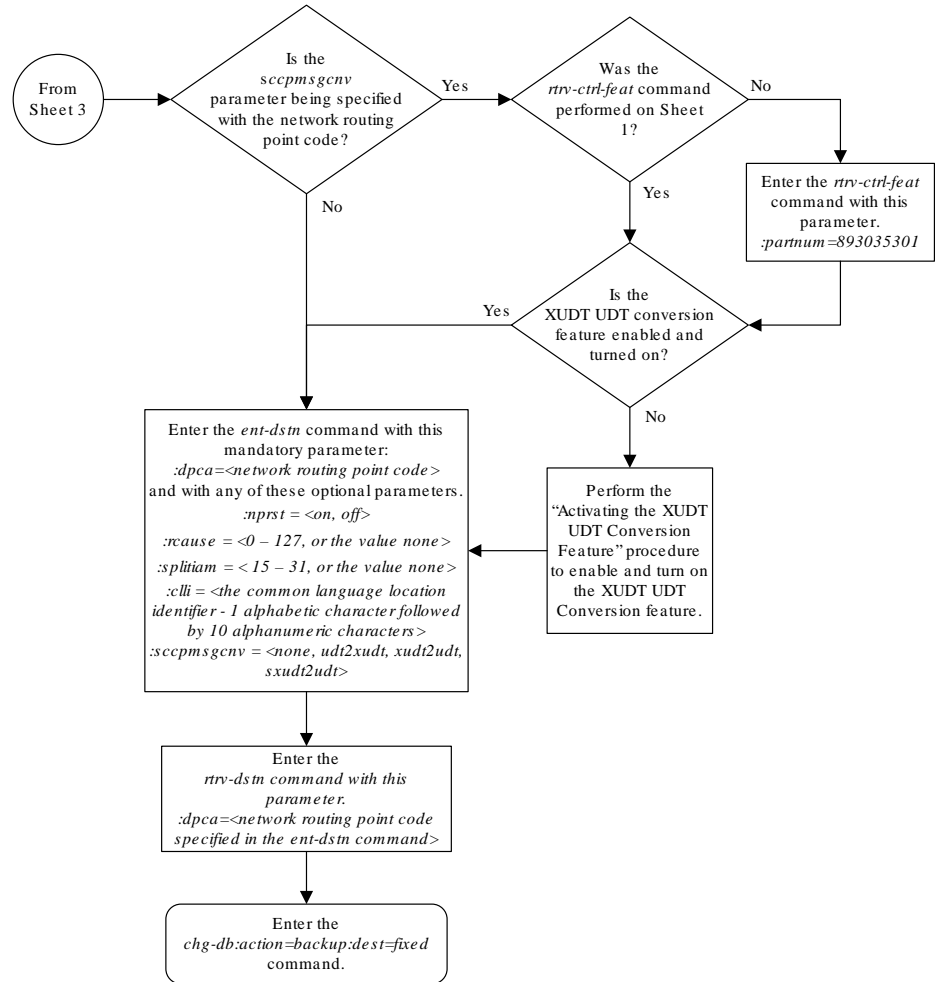 From
Sheet 3
Is the
sccpmsgcnv
parameter being specified
with the network routing
point code?
Yes
No
Was the
rtrv-ctrl-feat command
performed on Sheet
1?
No
Yes
Enter the rtrv-ctrl-feat
command with this
parameter.
:partnum=893035301
Is the
XUDT UDT conversion
feature enabled and
turned on?
Yes
No
Perform the
“Activating the XUDT
UDT Conversion
Feature” procedure
to enable and turn on
the XUDT UDT
Conversion feature.
Enter the ent-dstn command with this
mandatory parameter:
:dpca=<network routing point code>
and with any of these optional parameters.
:nprst = <on, off>
:rcause = <0 – 127, or the value none>
:splitiam = < 15 – 31, or the value none>
:clli = <the common language location
identifier - 1 alphabetic character followed
by 10 alphanumeric characters>
:sccpmsgcnv = <none, udt2xudt, xudt2udt,
sxudt2udt>
Enter the
rtrv-dstn command with this
parameter.
:dpca=<network routing point code
specified in the ent-dstn command>
Enter the
chg-db:action=backup:dest=fixed
command.